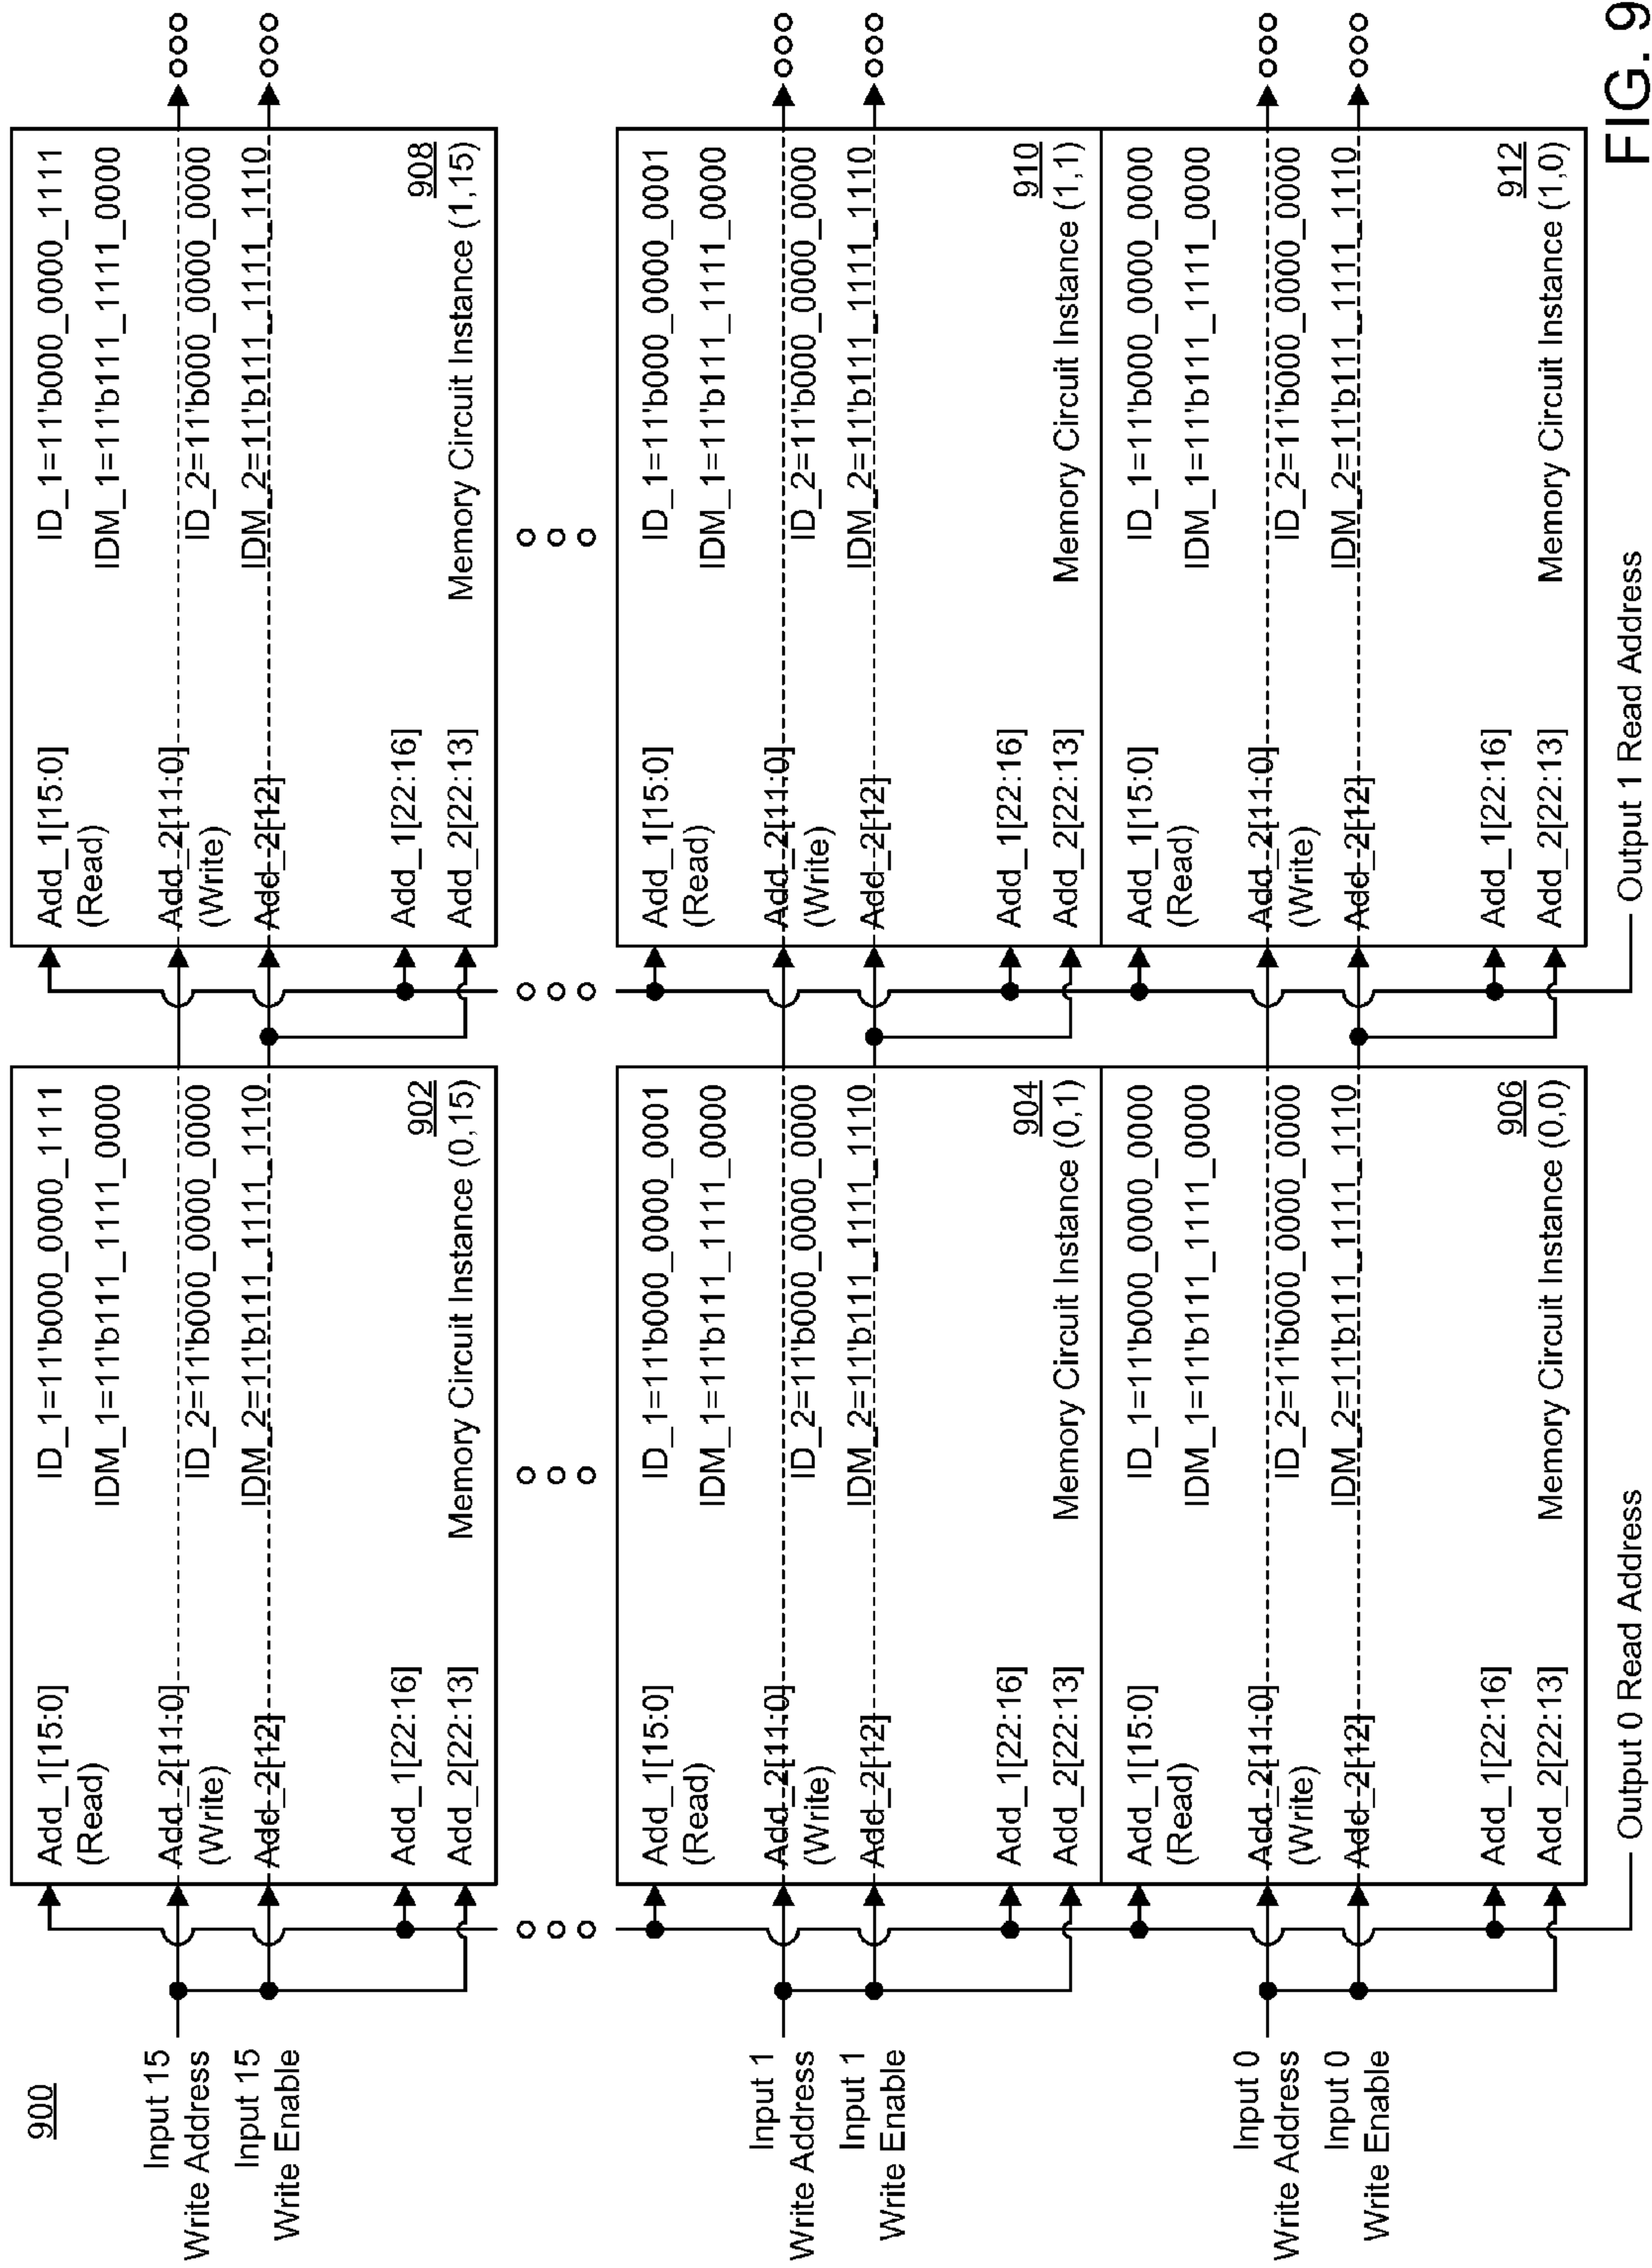 900
Input 15
Write Address
Input 15
Write Enable
Add_1[15:0]
(Read)
Add_2[11:0]
(Write)
Add_2[12]
Add_1[22:16]
Add_2[22:13]
ID_1=11'b000_0000_1111
IDM_1=11'b111_1111_0000
ID_2=11'b000_0000_0000
IDM_2=11'b111_1111_1110
902
Memory Circuit Instance (0,15)
Add_1[15:0]
(Read)
Add_2[11:0]
(Write)
Add_2[12]
Add_1[22:16]
Add_2[22:13]
ID_1=11'b000_0000_1111
IDM_1=11'b111_1111_0000
ID_2=11'b000_0000_0000
IDM_2=11'b111_1111_1110
908
Memory Circuit Instance (1,15)
Input 1
Write Address
Input 1
Write Enable
Add_1[15:0]
(Read)
Add_2[11:0]
(Write)
Add_2[12]
Add_1[22:16]
Add_2[22:13]
ID_1=11'b000_0000_0001
IDM_1=11'b111_1111_0000
ID_2=11'b000_0000_0000
IDM_2=11'b111_1111_1110
904
Memory Circuit Instance (0,1)
Add_1[15:0]
(Read)
Add_2[11:0]
(Write)
Add_2[12]
Add_1[22:16]
Add_2[22:13]
ID_1=11'b000_0000_0001
IDM_1=11'b111_1111_0000
ID_2=11'b000_0000_0000
IDM_2=11'b111_1111_1110
910
Memory Circuit Instance (1,1)
Input 0
Write Address
Input 0
Write Enable
Add_1[15:0]
(Read)
Add_2[11:0]
(Write)
Add_2[12]
Add_1[22:16]
Add_2[22:13]
ID_1=11'b000_0000_0000
IDM_1=11'b111_1111_0000
ID_2=11'b000_0000_0000
IDM_2=11'b111_1111_1110
906
Memory Circuit Instance (0,0)
Add_1[15:0]
(Read)
Add_2[11:0]
(Write)
Add_2[12]
Add_1[22:16]
Add_2[22:13]
ID_1=11'b000_0000_0000
IDM_1=11'b111_1111_0000
ID_2=11'b000_0000_0000
IDM_2=11'b111_1111_1110
912
Memory Circuit Instance (1,0)
Output 0 Read Address
Output 1 Read Address
FIG. 9